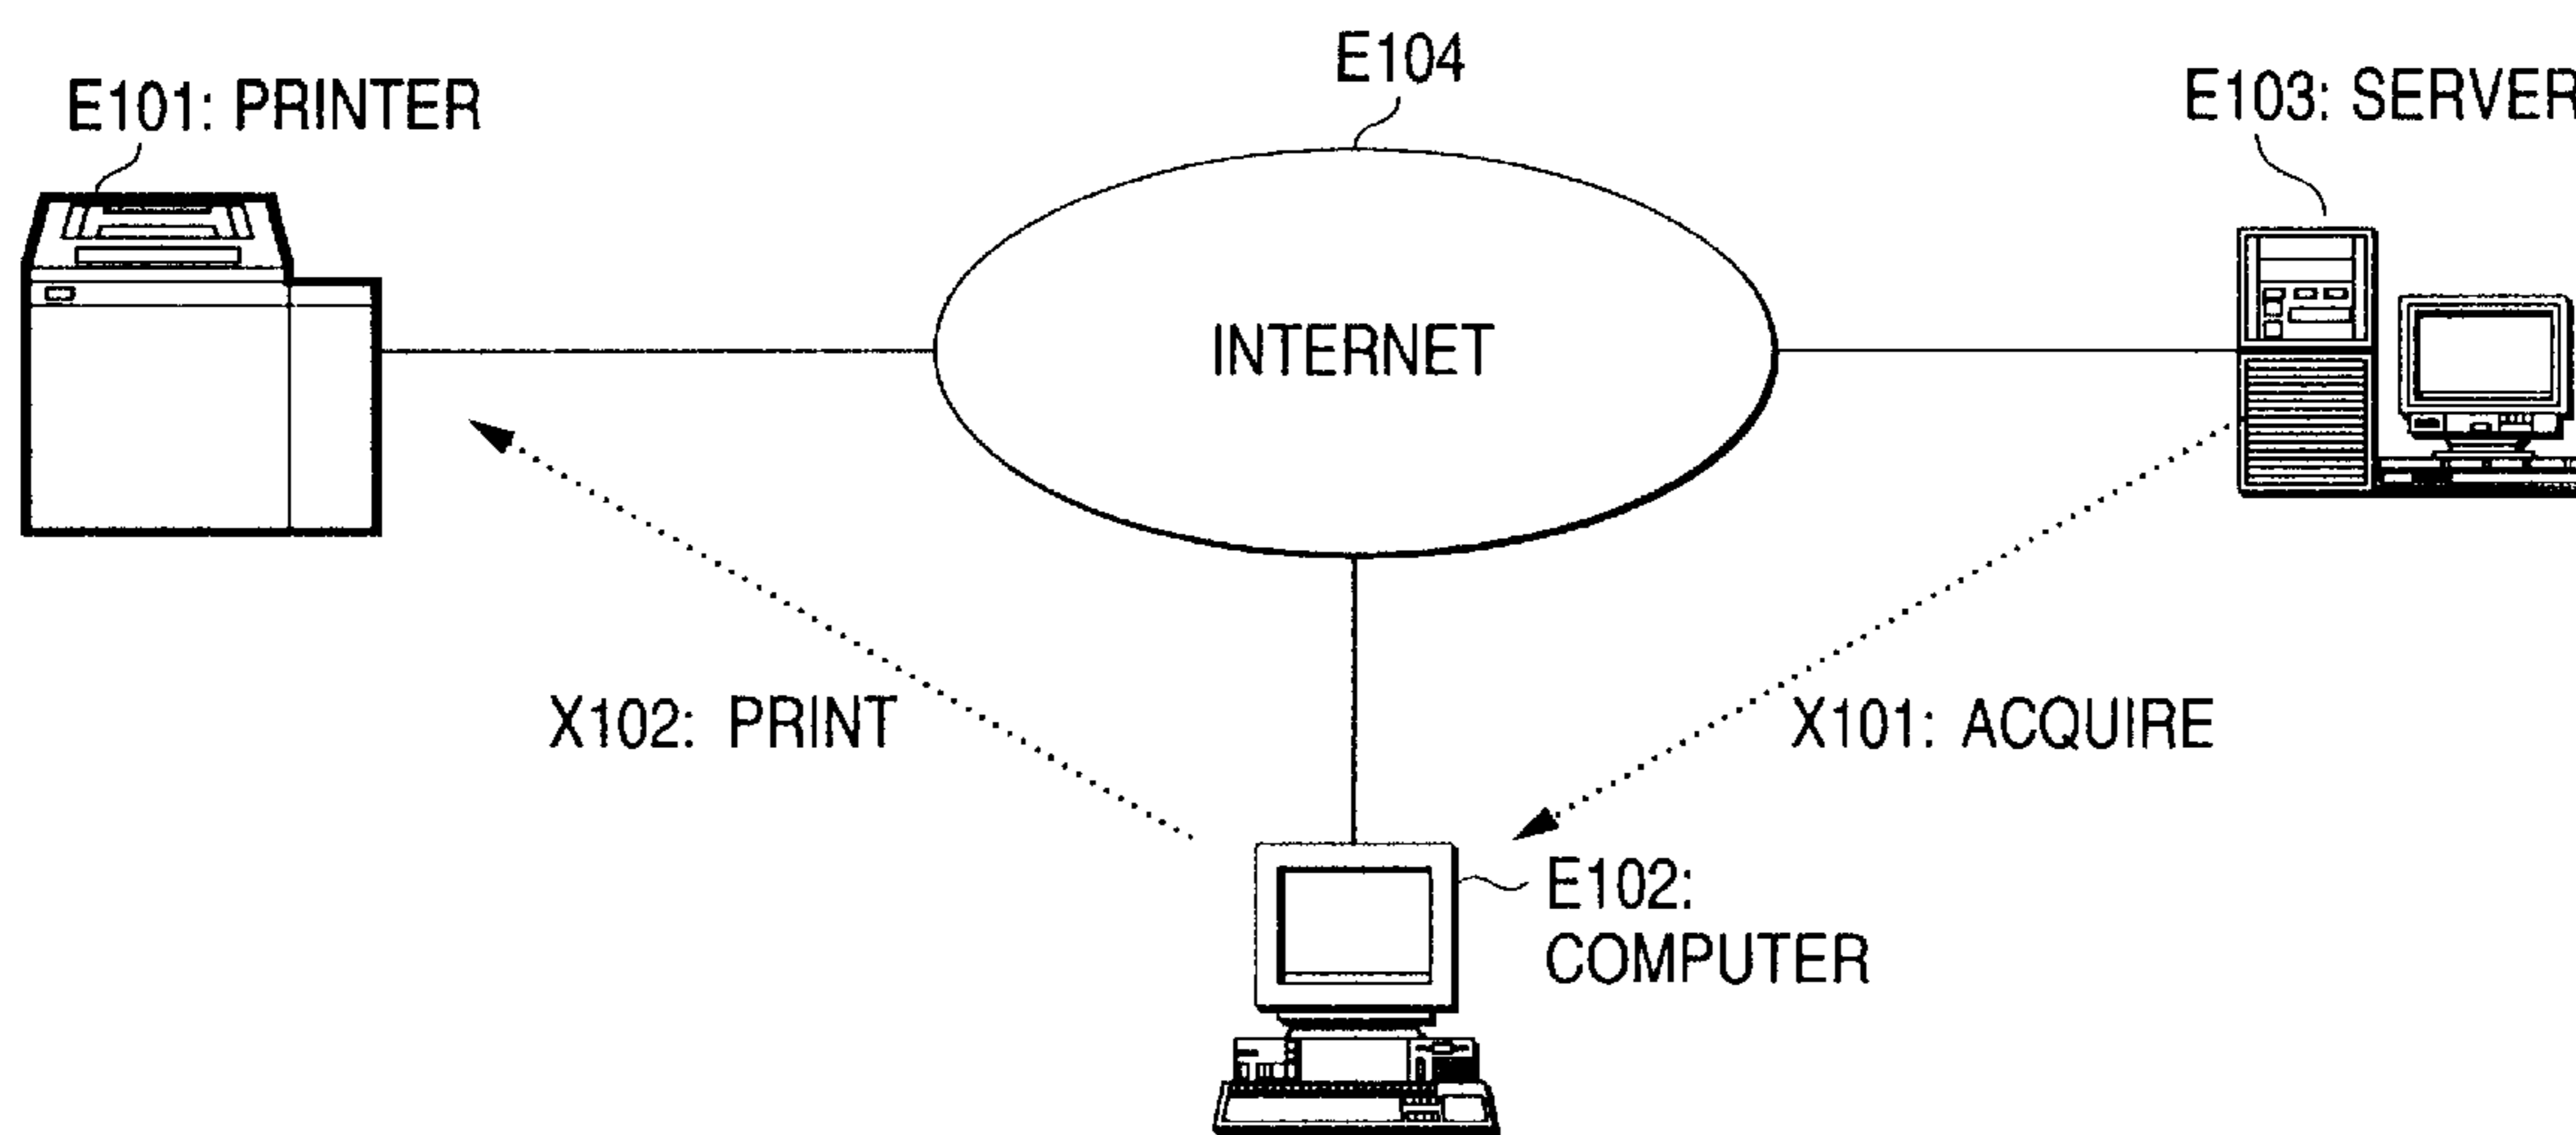 E104
E101: PRINTER
E103: SERVER
INTERNET
X102: PRINT
X101: ACQUIRE
E102:
COMPUTER